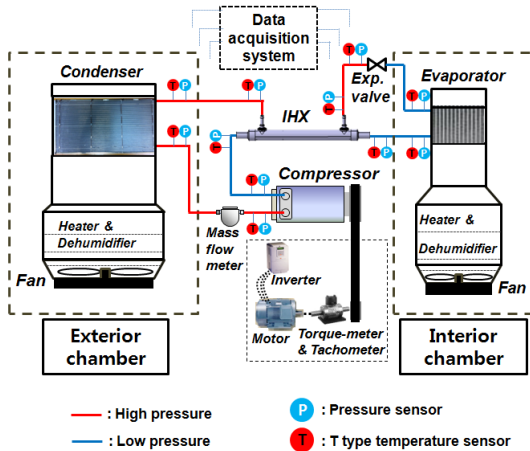 Data
acquisition
system
Condenser
T P
T P
T P
Exp.
valve
Evaporator
T P
P
T
IHX
T P
T P
P
T
T P
T P
Compressor
T P
Mass
flow
meter
Heater &
Dehumidifier
Heater &
Dehumidifier
Fan
Fan
Inverter
Motor
Torque-meter
& Tachometer
Exterior
chamber
Interior
chamber
: High pressure
P : Pressure sensor
: Low pressure
T : T type temperature sensor